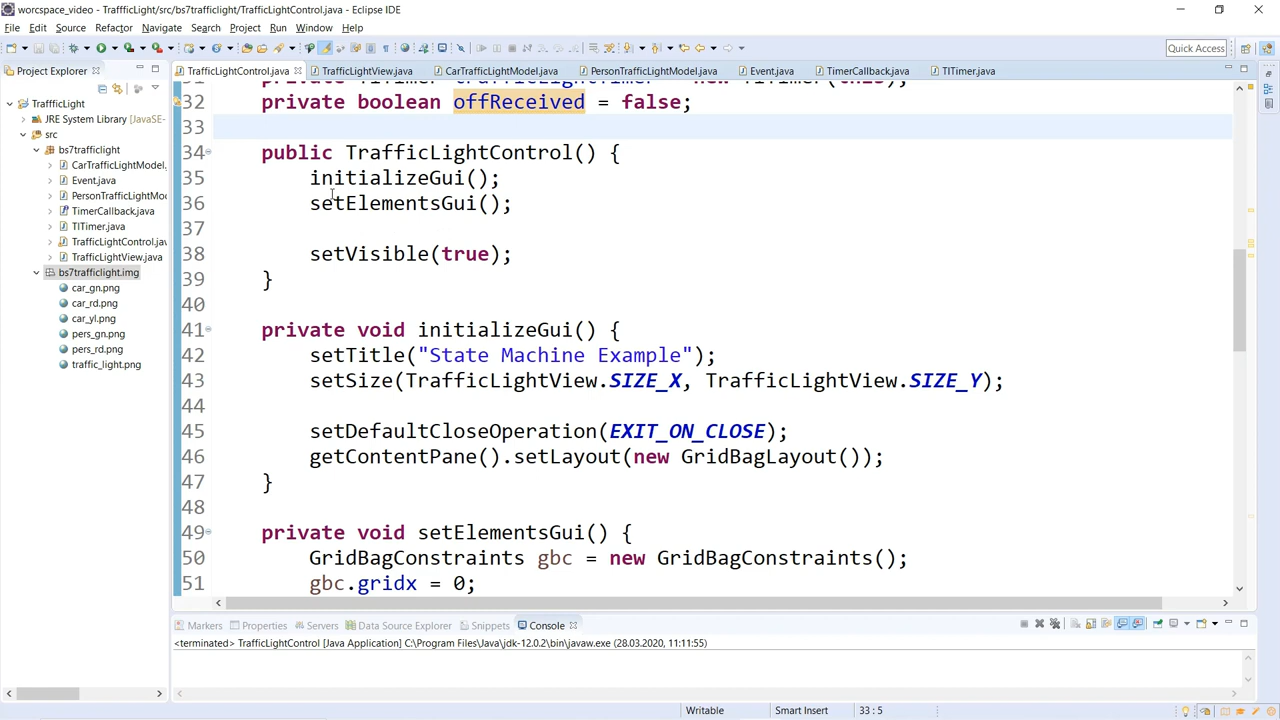 worcspace_video - TraffficLight/src/bs7trafficlight/TrafficLightControl.java - Eclipse IDE
File Edit Source Refactor Navigate Search Project Run Window Help
Quick Access
Project Explorer
TrafficLightControl.java TrafficLightView.java CarTrafficLightModel.java PersonTrafficLightModel.java Event.java TimerCallback.java TITimer.java
TraffficLight
JRE System Library [JavaSE-
src
bs7trafficlight
CarTrafficLightModel.
Event.java
PersonTrafficLightMod
TimerCallback.java
TITimer.java
TrafficLightControl.jav
TrafficLightView.java
bs7trafficlight.img
car_gn.png
car_rd.png
car_yl.png
pers_gn.png
pers_rd.png
traffic_light.png
32 private boolean offReceived = false;
33
34 public TrafficLightControl() {
35 initializeGui();
36 setElementsGui();
37
38 setVisible(true);
39 }
40
41 private void initializeGui() {
42 setTitle("State Machine Example");
43 setSize(TrafficLightView.SIZE_X, TrafficLightView.SIZE_Y);
44
45 setDefaultCloseOperation(EXIT_ON_CLOSE);
46 getContentPane().setLayout(new GridBagLayout());
47 }
48
49 private void setElementsGui() {
50 GridBagConstraints gbc = new GridBagConstraints();
51 gbc.gridx = 0;
Markers Properties Servers Data Source Explorer Snippets Console
<terminated> TrafficLightControl [Java Application] C:\Program Files\Java\jdk-12.0.2\bin\javaw.exe (28.03.2020, 11:11:55)
Writable Smart Insert 33 : 5